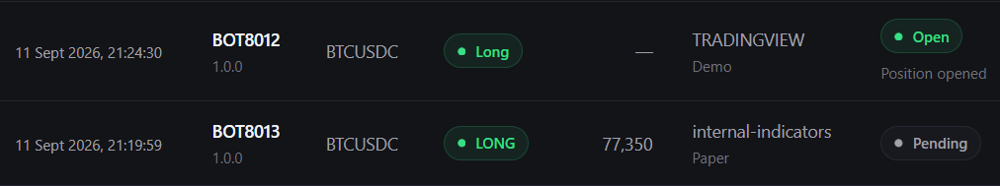 11 Sept 2026, 21:24:30 BOT8012 BTCUSDC Long — TRADINGVIEW Open
1.0.0 Demo Position opened
11 Sept 2026, 21:19:59 BOT8013 BTCUSDC LONG 77,350 internal-indicators Pending
1.0.0 Paper